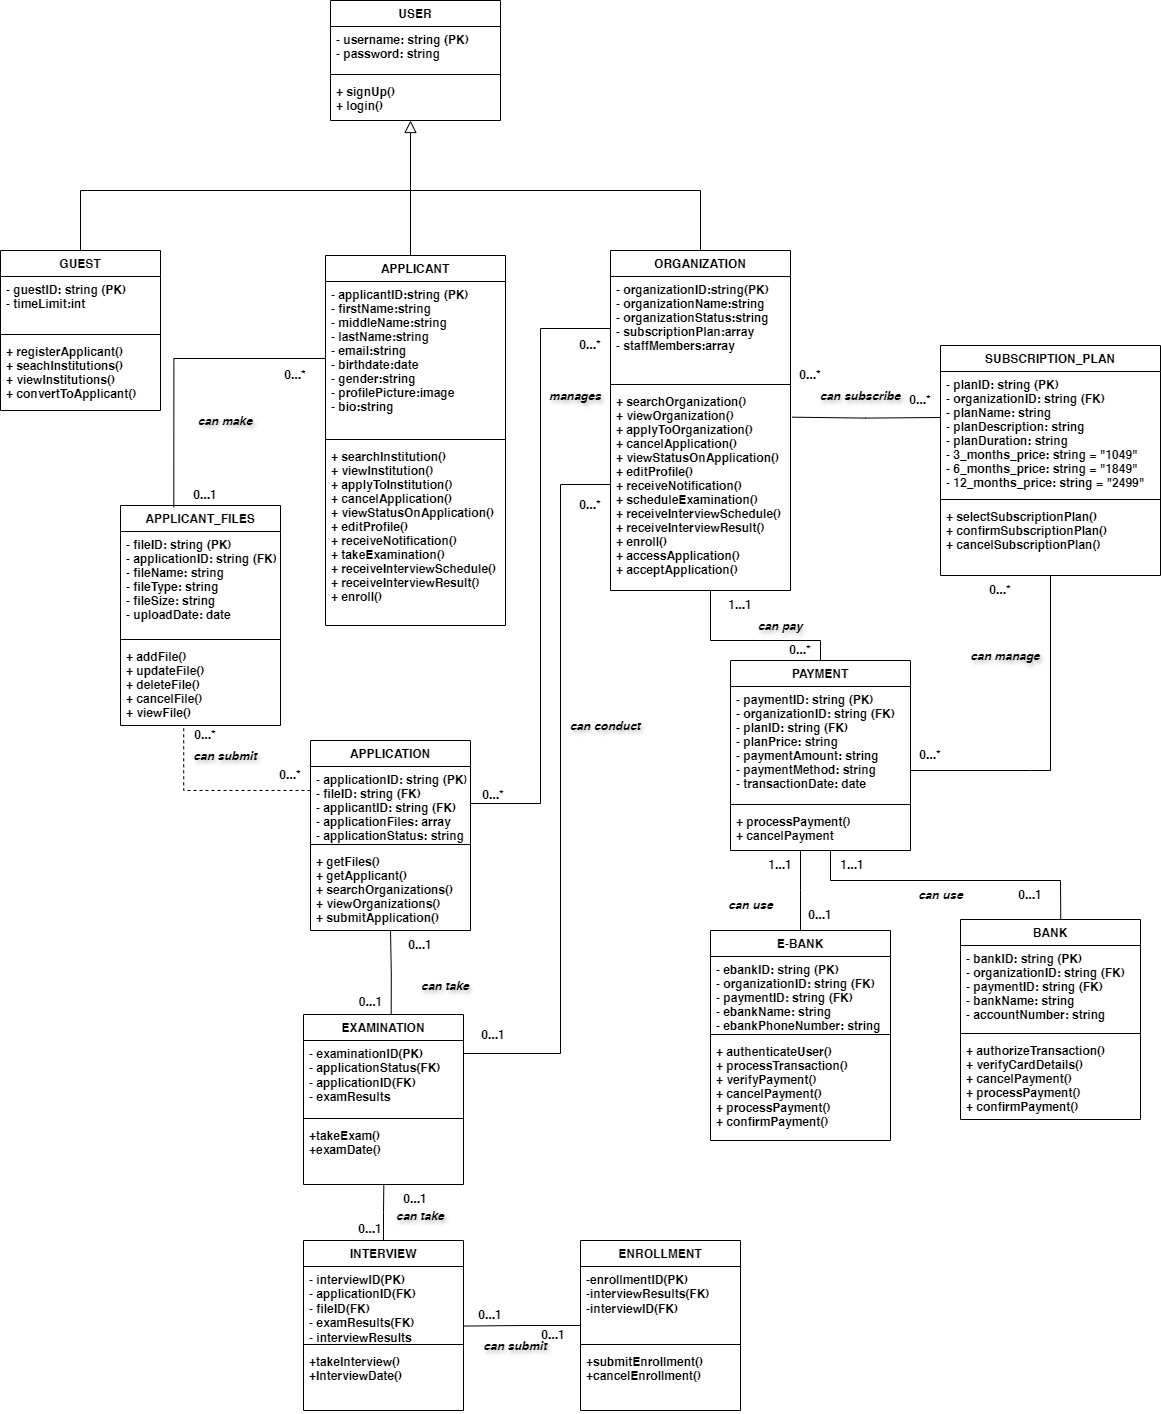 USER
- username: string (PK)
- password: string
+ signUp()
+ login()
GUEST
- guestID: string (PK)
- timeLimit:int
+ registerApplicant()
+ seachInstitutions()
+ viewInstitutions()
+ convertToApplicant()
APPLICANT
- applicantID:string (PK)
- firstName:string
- middleName:string
- lastName:string
- email:string
- birthdate:date
- gender:string
- profilePicture:image
- bio:string
+ searchInstitution()
+ viewInstitution()
+ applyToInstitution()
+ cancelApplication()
+ viewStatusOnApplication()
+ editProfile()
+ receiveNotification()
+ takeExamination()
+ receiveInterviewSchedule()
+ receiveInterviewResult()
+ enroll()
ORGANIZATION
- organizationID:string(PK)
- organizationName:string
- organizationStatus:string
- subscriptionPlan:array
- staffMembers:array
+ searchOrganization()
+ viewOrganization()
+ applyToOrganization()
+ cancelApplication()
+ viewStatusOnApplication()
+ editProfile()
+ receiveNotification()
+ scheduleExamination()
+ receiveInterviewSchedule()
+ receiveInterviewResult()
+ enroll()
+ accessApplication()
+ acceptApplication()
SUBSCRIPTION_PLAN
- planID: string (PK)
- organizationID: string (FK)
- planName: string
- planDescription: string
- planDuration: string
- 3_months_price: string = "1049"
- 6_months_price: string = "1849"
- 12_months_price: string = "2499"
+ selectSubscriptionPlan()
+ confirmSubscriptionPlan()
+ cancelSubscriptionPlan()
0...*
can make
0...1
0...*
manages
0...*
0...*
can subscribe
0...*
APPLICANT_FILES
- fileID: string (PK)
- applicationID: string (FK)
- fileName: string
- fileType: string
- fileSize: string
- uploadDate: date
+ addFile()
+ updateFile()
+ deleteFile()
+ cancelFile()
+ viewFile()
0...*
can submit
0...*
1...1
can pay
0...*
0...*
can manage
0...*
can conduct
APPLICATION
- applicationID: string (PK)
- fileID: string (FK)
- applicantID: string (FK)
- applicationFiles: array
- applicationStatus: string
+ getFiles()
+ getApplicant()
+ searchOrganizations()
+ viewOrganizations()
+ submitApplication()
0...*
PAYMENT
- paymentID: string (PK)
- organizationID: string (FK)
- planID: string (FK)
- planPrice: string
- paymentAmount: string
- paymentMethod: string
- transactionDate: date
+ processPayment()
+ cancelPayment
1...1
can use
0...1
1...1
can use
0...1
0...1
can take
0...1
0...1
E-BANK
- ebankID: string (PK)
- organizationID: string (FK)
- paymentID: string (FK)
- ebankName: string
- ebankPhoneNumber: string
+ authenticateUser()
+ processTransaction()
+ verifyPayment()
+ cancelPayment()
+ processPayment()
+ confirmPayment()
BANK
- bankID: string (PK)
- organizationID: string (FK)
- paymentID: string (FK)
- bankName: string
- accountNumber: string
+ authorizeTransaction()
+ verifyCardDetails()
+ cancelPayment()
+ processPayment()
+ confirmPayment()
EXAMINATION
- examinationID(PK)
- applicationStatus(FK)
- applicationID(FK)
- examResults
+takeExam()
+examDate()
0...1
can take
0...1
INTERVIEW
- interviewID(PK)
- applicationID(FK)
- fileID(FK)
- examResults(FK)
- interviewResults
+takeInterview()
+InterviewDate()
0...1
0...1
can submit
ENROLLMENT
-enrollmentID(PK)
-interviewResults(FK)
-interviewID(FK)
+submitEnrollment()
+cancelEnrollment()